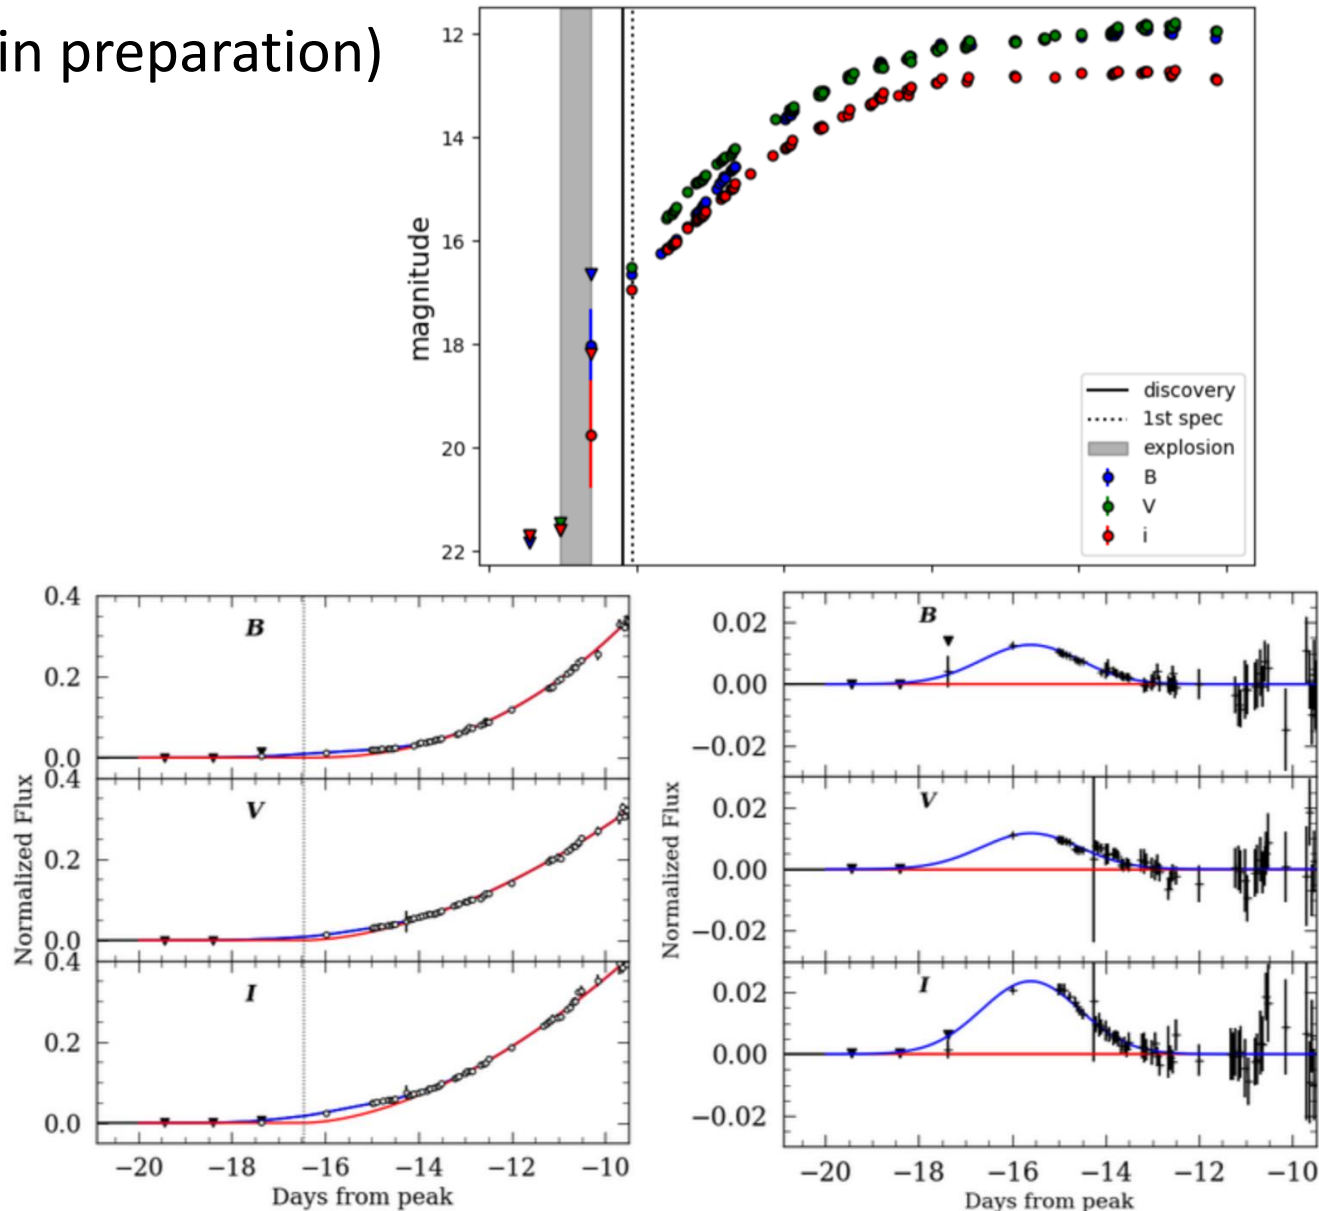 in preparation)
12
14
16
18
20
22
magnitude
discovery
1st spec
explosion
B
V
i
0.4
B
0.2
0.0
0.4
V
0.2
0.0
0.4
I
0.2
0.0
Normalized Flux
−20 −18 −16 −14 −12 −10
Days from peak
B
0.02
0.00
−0.02
V
0.02
0.00
−0.02
I
0.02
0.00
−0.02
Normalized Flux
−20 −18 −16 −14 −12 −10
Days from peak